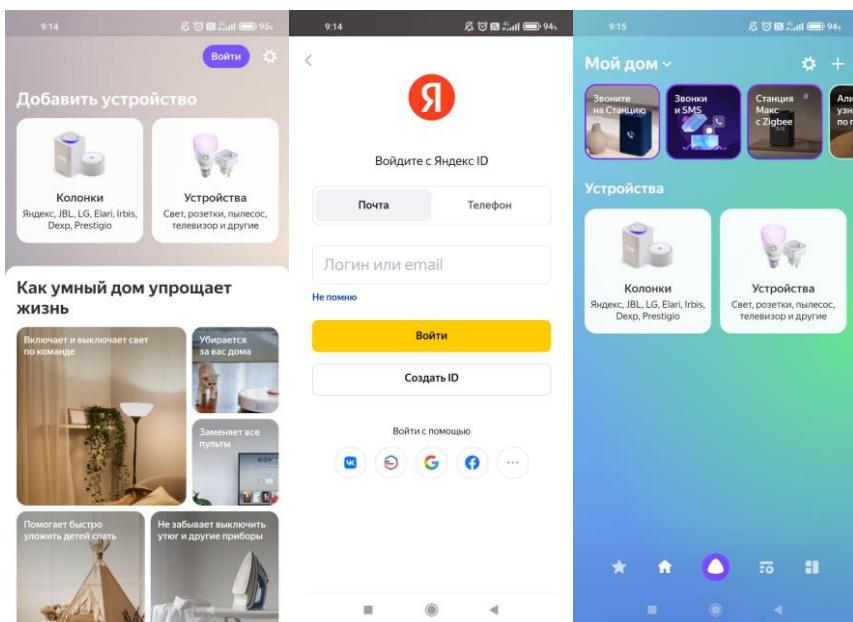 9:14
95%
Войти
Добавить устройство
Колонки
Яндекс, JBL, LG, Elari, Irbis,
Dexp, Prestigio
Устройства
Свет, розетки, пылесос,
телевизор и другие
Как умный дом упрощает
жизнь
Включает и выключает свет
по команде
Убирается
за вас дома
Заменяет все
пульты
Помогает быстро
уложить детей спать
Не забывает выключить
утюг и другие приборы
9:14
94%
Я
Войдите с Яндекс ID
Почта
Телефон
Логин или email
Не помню
Войти
Создать ID
Войти с помощью
9:15
94%
Мой дом
Звоните
на Станцию
Звонки
и SMS
Станция
Макс
с Zigbee
Али
узн
по г
Устройства
Колонки
Яндекс, JBL, LG, Elari, Irbis,
Dexp, Prestigio
Устройства
Свет, розетки, пылесос,
телевизор и другие